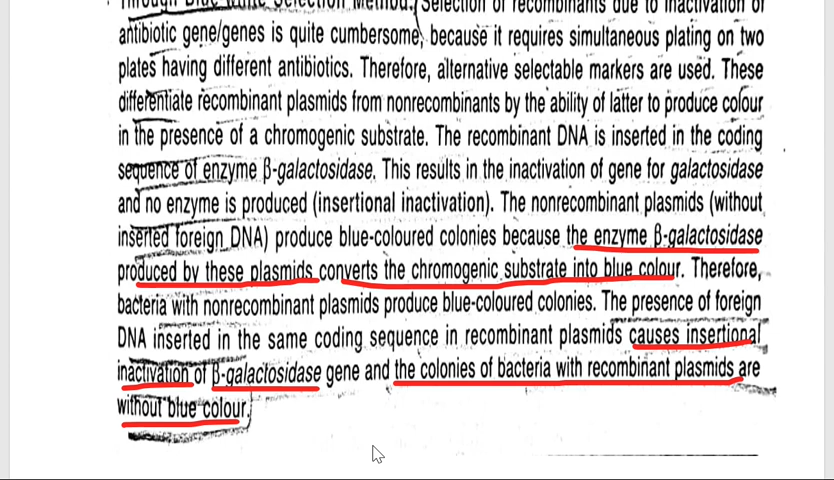 Through Blue-White Selection Method. (Selection of recombinants due to inactivation of
antibiotic gene/genes is quite cumbersome, because it requires simultaneous plating on two
plates having different antibiotics. Therefore, alternative selectable markers are used. These
differentiate recombinant plasmids from nonrecombinants by the ability of latter to produce colour
in the presence of a chromogenic substrate. The recombinant DNA is inserted in the coding
sequence of enzyme β-galactosidase. This results in the inactivation of gene for galactosidase
and no enzyme is produced (insertional inactivation). The nonrecombinant plasmids (without
inserted foreign DNA) produce blue-coloured colonies because the enzyme β-galactosidase
produced by these plasmids converts the chromogenic substrate into blue colour. Therefore,
bacteria with nonrecombinant plasmids produce blue-coloured colonies. The presence of foreign
DNA inserted in the same coding sequence in recombinant plasmids causes insertional
inactivation of β-galactosidase gene and the colonies of bacteria with recombinant plasmids are
without blue colour.